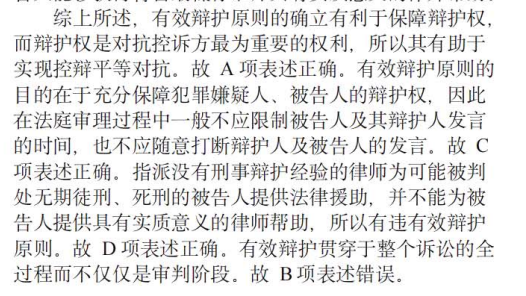 综上所述，有效辩护原则的确立有利于保障辩护权，
而辩护权是对抗控诉方最为重要的权利，所以其有助于
实现控辩平等对抗。故 A 项表述正确。有效辩护原则的
目的在于充分保障犯罪嫌疑人、被告人的辩护权，因此
在法庭审理过程中一般不应限制被告人及其辩护人发言
的时间，也不应随意打断辩护人及被告人的发言。故 C
项表述正确。指派没有刑事辩护经验的律师为可能被判
处无期徒刑、死刑的被告人提供法律援助，并不能为被
告人提供具有实质意义的律师帮助，所以有违有效辩护
原则。故 D 项表述正确。有效辩护贯穿于整个诉讼的全
过程而不仅仅是审判阶段。故 B 项表述错误。